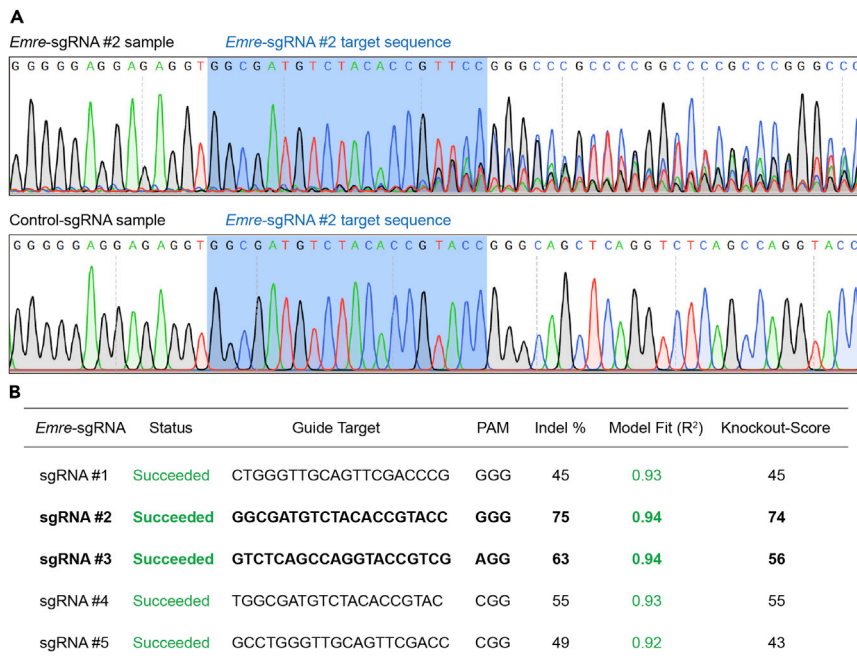 A
Emre-sgRNA #2 sample Emre-sgRNA #2 target sequence
G G G G G A G G A G A G G T G G C G A T G T C T A C A C C G T T C C G G G C C C G C C C C G G C C C C G C C C G G G C C C
Control-sgRNA sample Emre-sgRNA #2 target sequence
G G G G G A G G A G A G G T G G C G A T G T C T A C A C C G T A C C G G G C A G C T C A G G T C T C A G C C A G G T A C C
B
Emre-sgRNA Status Guide Target PAM Indel % Model Fit (R²) Knockout-Score
sgRNA #1 Succeeded CTGGGTTGCAGTTCGACCCG GGG 45 0.93 45
sgRNA #2 Succeeded GGCGATGTCTACACCGTACC GGG 75 0.94 74
sgRNA #3 Succeeded GTCTCAGCCAGGTACCGTCG AGG 63 0.94 56
sgRNA #4 Succeeded TGGCGATGTCTACACCGTAC CGG 55 0.93 55
sgRNA #5 Succeeded GCCTGGGTTGCAGTTCGACC CGG 49 0.92 43